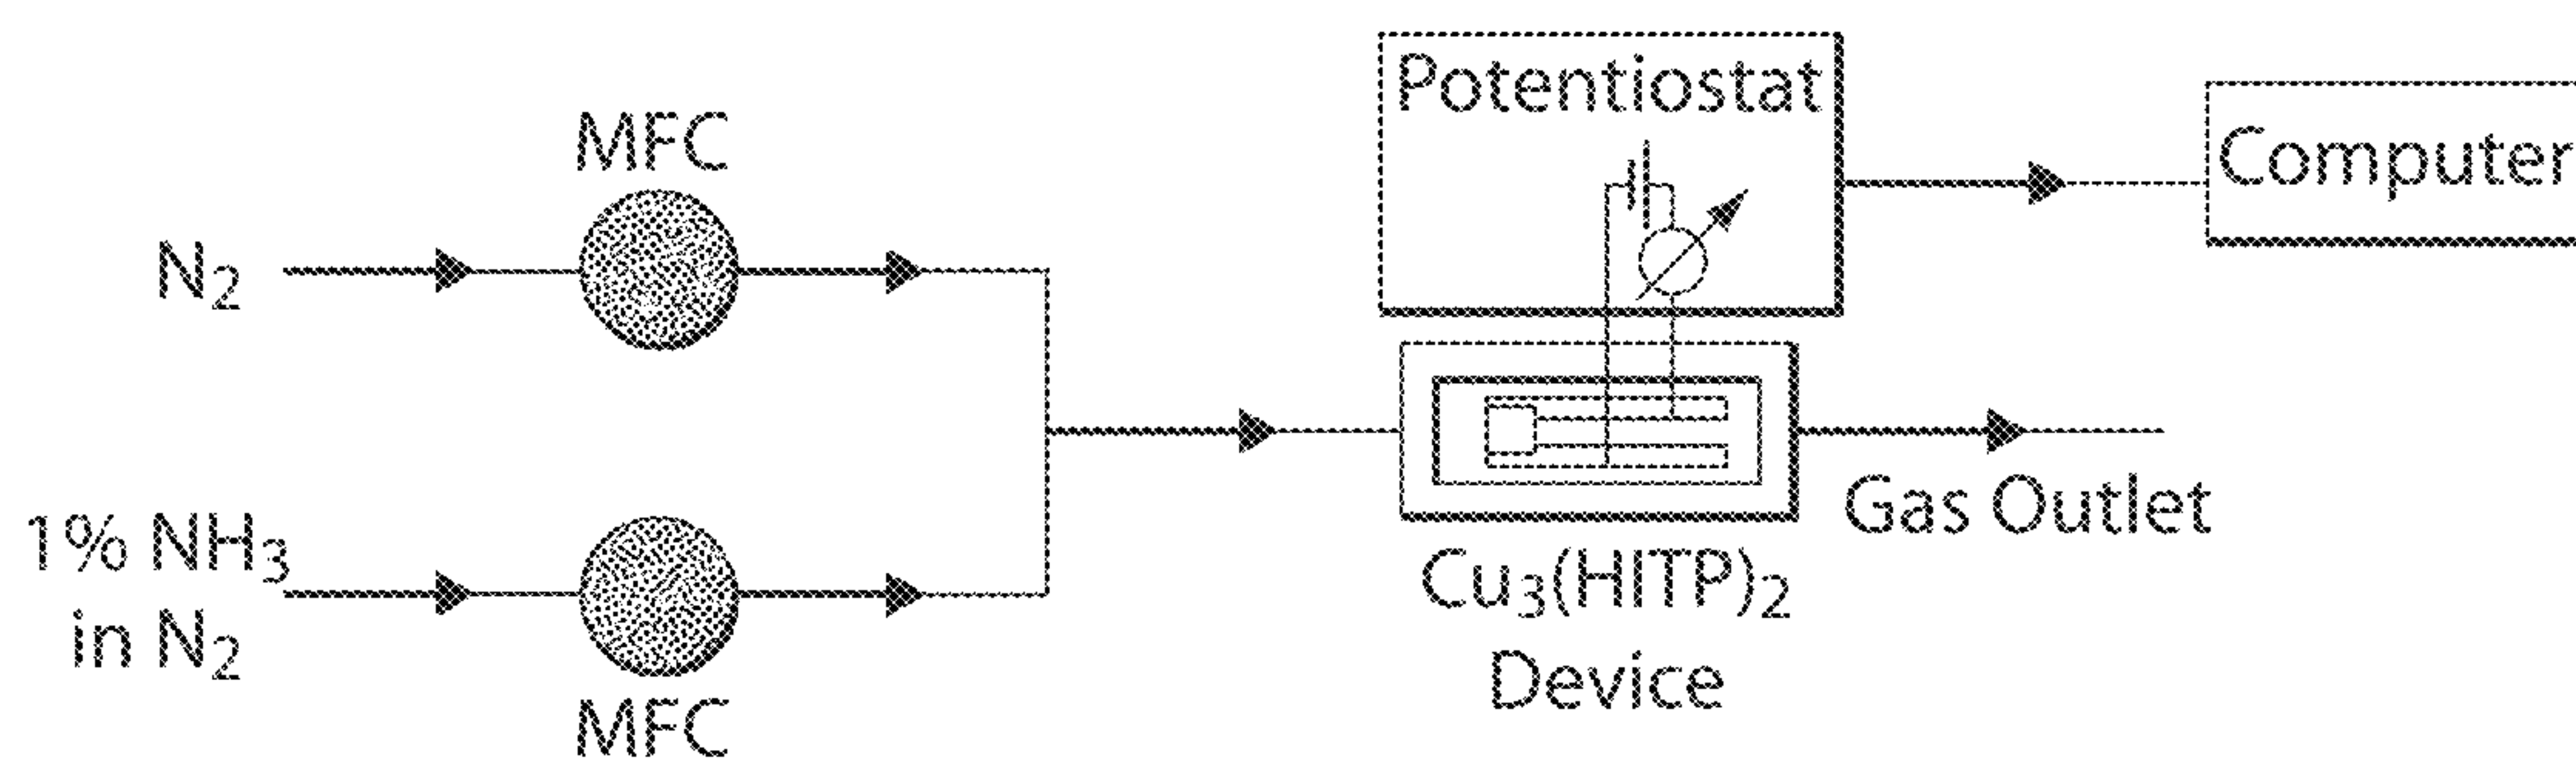 MFC
N₂
1% NH₃
in N₂
MFC
Potentiostat
Computer
Gas Outlet
Cu₃(HITP)₂
Device